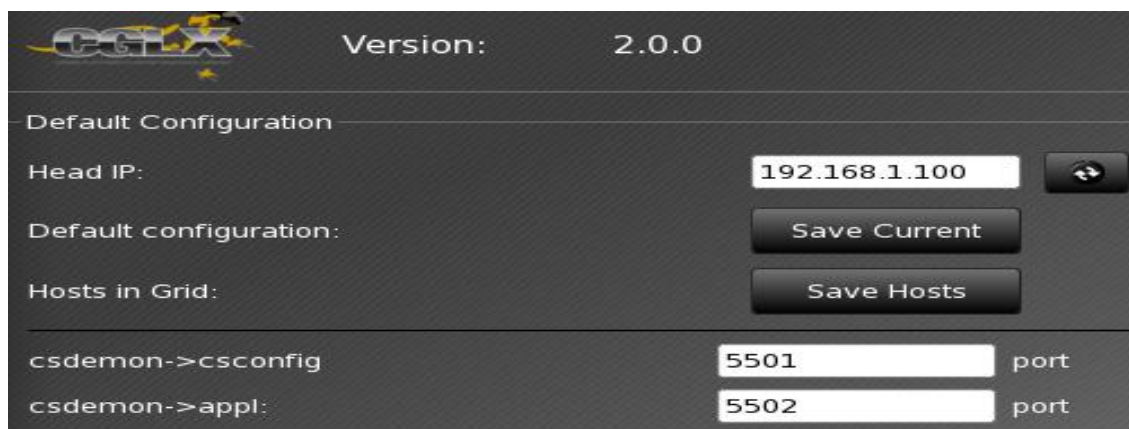 CGLX Version: 2.0.0
Default Configuration
Head IP: 192.168.1.100
Default configuration: Save Current
Hosts in Grid: Save Hosts
csdemon->csconfig 5501 port
csdemon->appl: 5502 port